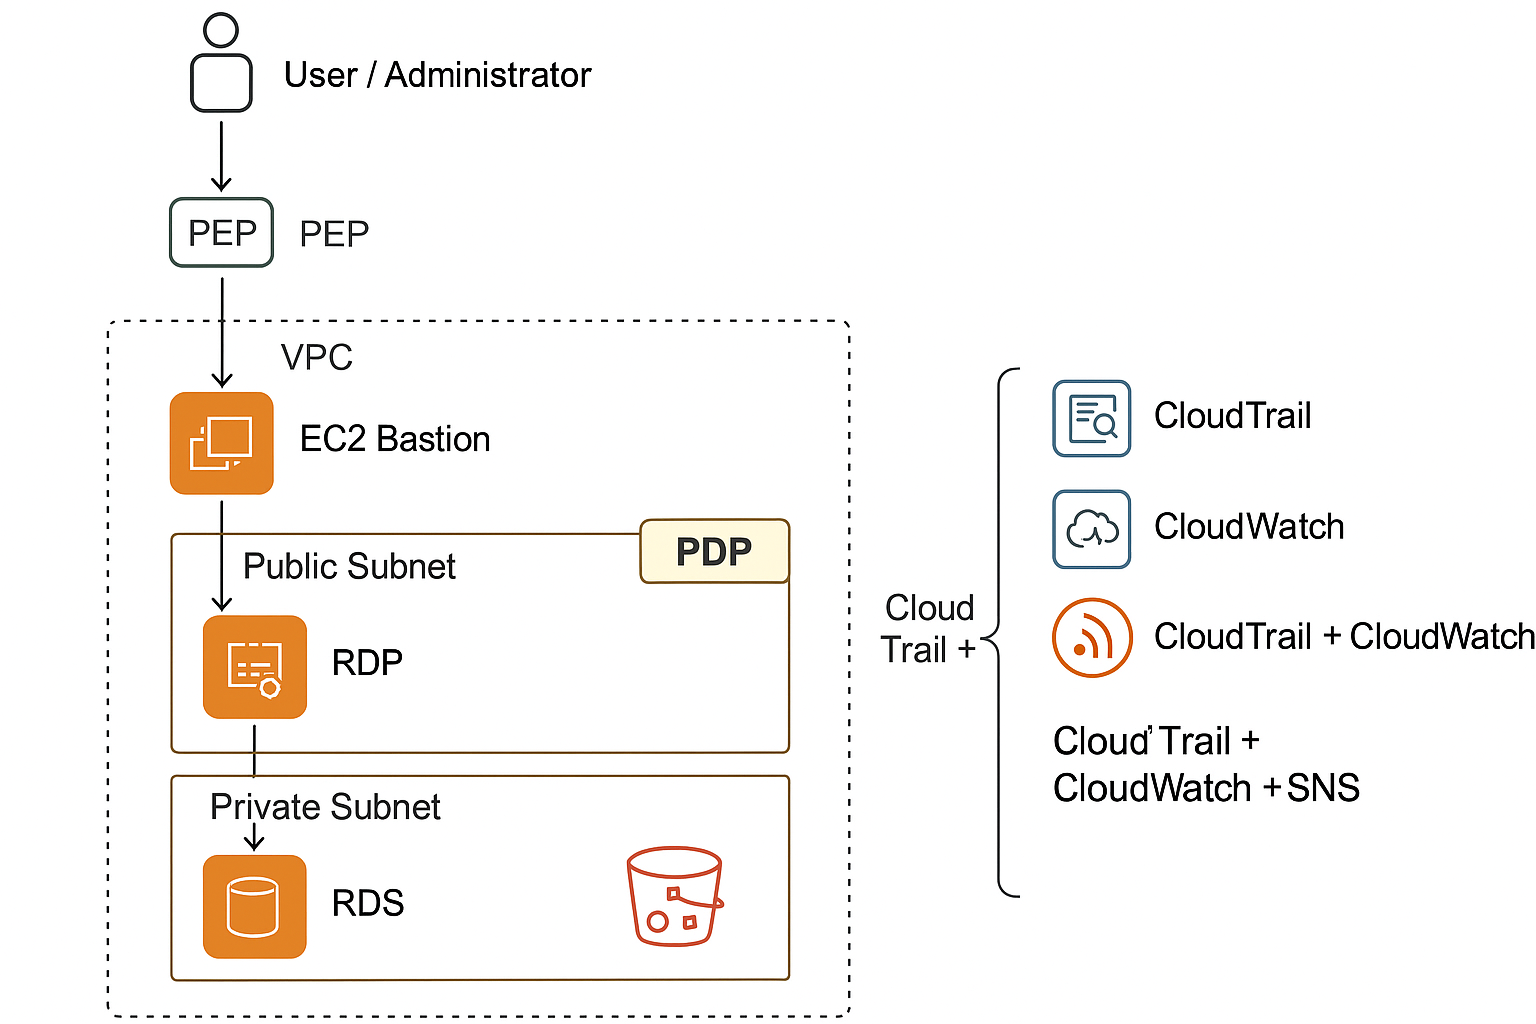 User / Administrator
PEP
PEP
VPC
EC2 Bastion
Public Subnet
PDP
RDP
Private Subnet
RDS
Cloud
Trail +
CloudTrail
CloudWatch
CloudTrail + CloudWatch
Cloud' Trail +
CloudWatch + SNS